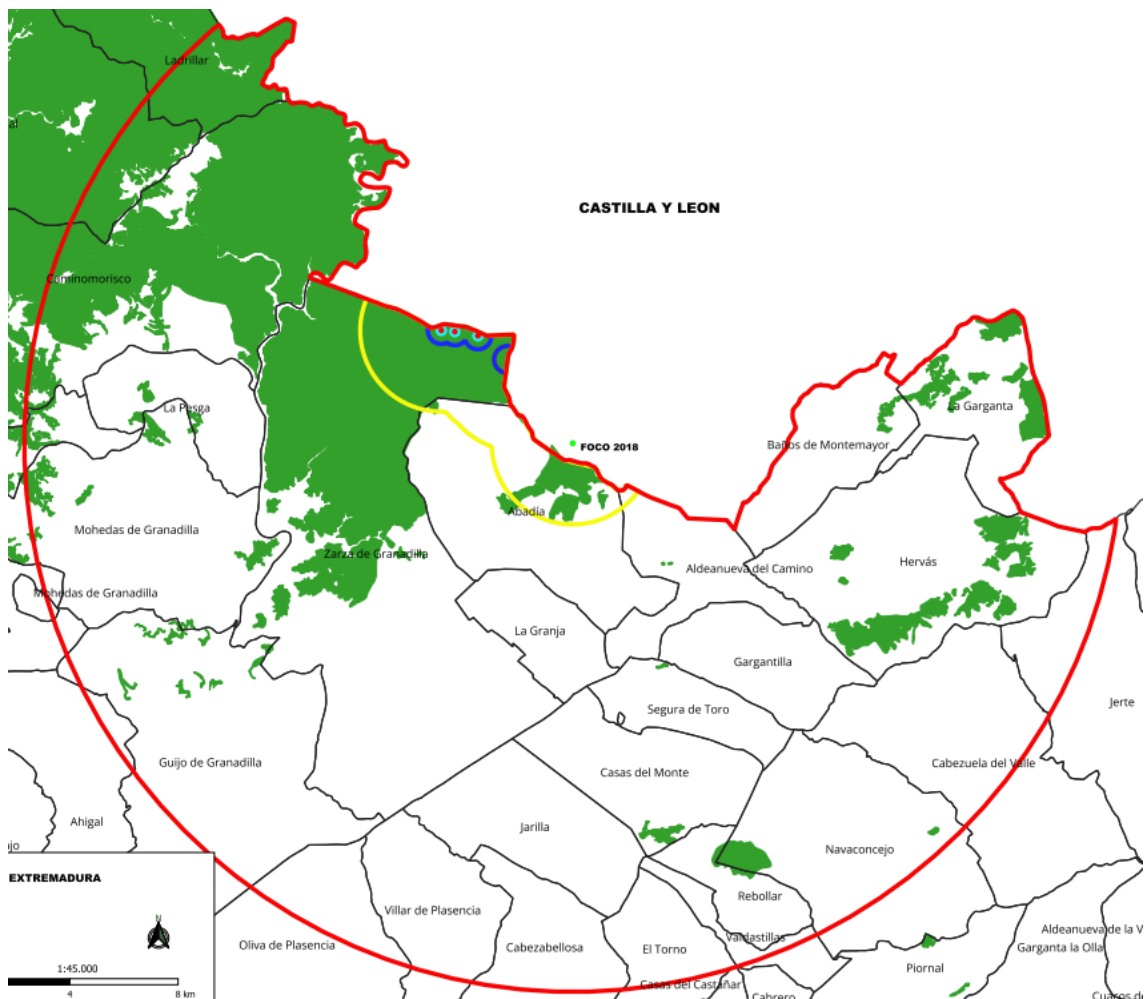 Ladrillar
al
CASTILLA Y LEON
Caminomorisco
La Pesga
La Garganta
Baños de Montemayor
FOCO 2018
Abadía
Mohedas de Granadilla
Zarza de Granadilla
Hervás
Aldeanueva del Camino
Mohedas de Granadilla
La Granja
Gargantilla
Segura de Toro
Jerte
Guijo de Granadilla
Cabezuela del Valle
Casas del Monte
Ahigal
Jarilla
ojo
Navaconcejo
EXTREMADURA
Rebollar
Villar de Plasencia
N
Aldeanueva de la V
Valdastillas
Oliva de Plasencia
Cabezabellosa
El Torno
Garganta la Olla
Piornal
1:45.000
Casas del Castañar
4
8 km
Cabrero
Cuacos d